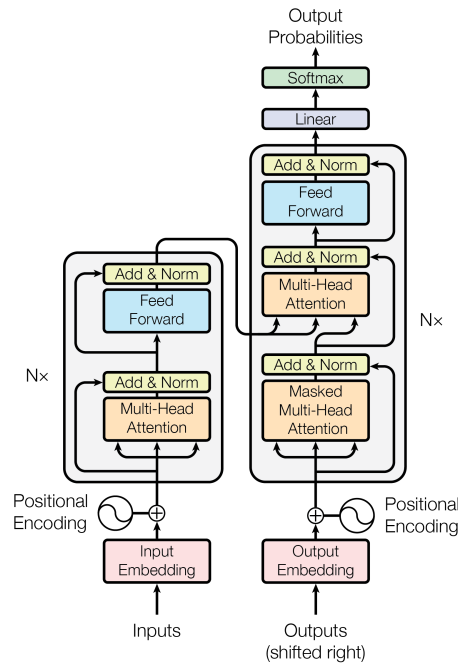 Output
Probabilities
Softmax
Linear
Add & Norm
Feed
Forward
Add & Norm
Multi-Head
Attention
Add & Norm
Masked
Multi-Head
Attention
N×
Add & Norm
Feed
Forward
Add & Norm
Multi-Head
Attention
N×
Positional
Encoding
Positional
Encoding
Input
Embedding
Output
Embedding
Inputs
Outputs
(shifted right)